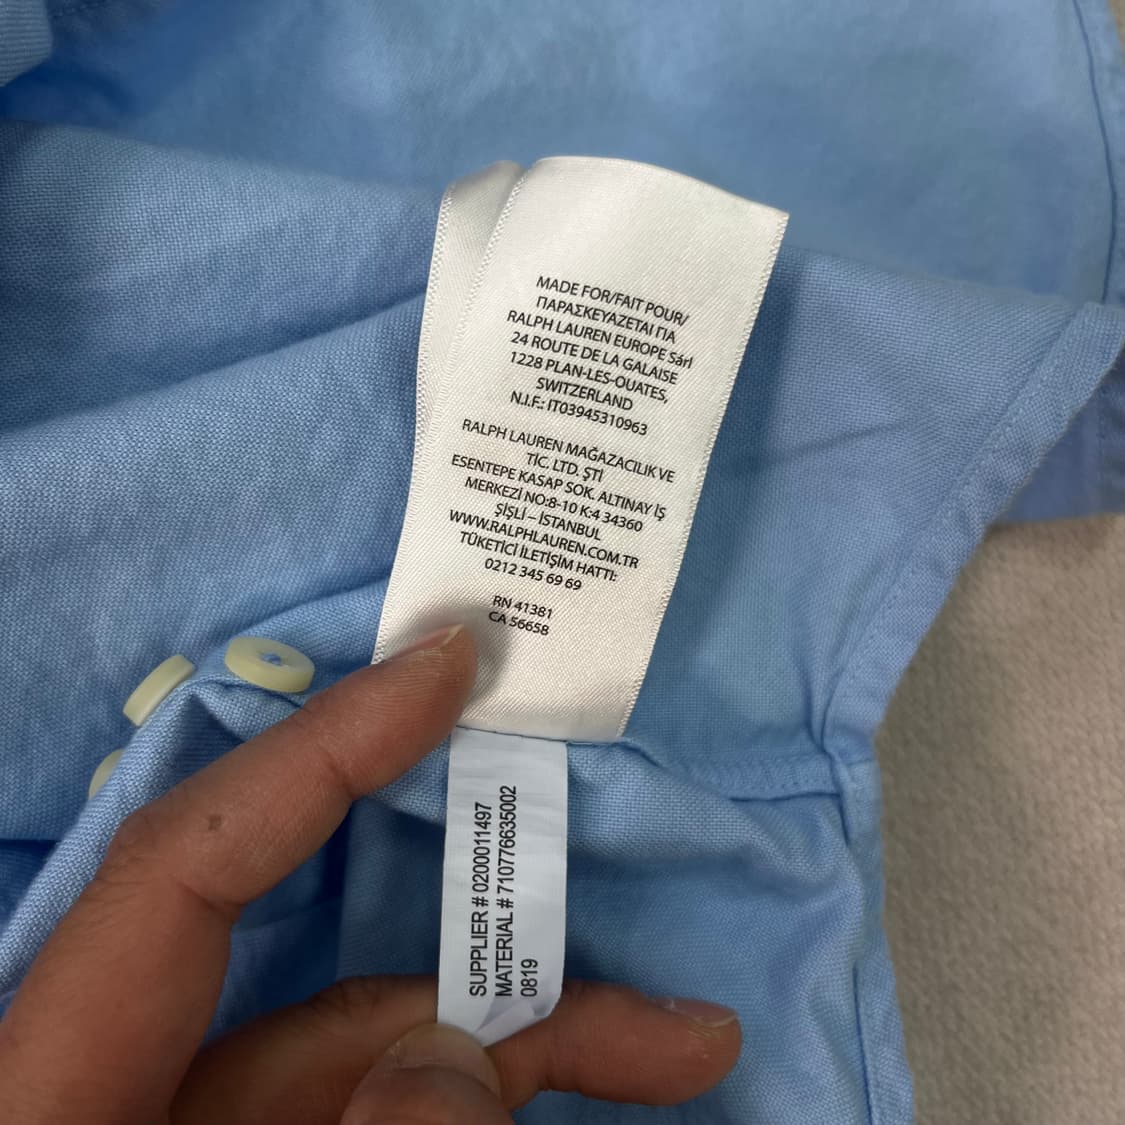 MADE FOR/FAIT POUR/
ΠΑΡΑΣΚΕΥΑΖΕΤΑΙ ΓΙΑ
RALPH LAUREN EUROPE Sárl
24 ROUTE DE LA GALAISE
1228 PLAN-LES-OUATES,
SWITZERLAND
N.I.F.: IT03945310963
RALPH LAUREN MAĞAZACILIK VE
TİC. LTD. ŞTİ
ESENTEPE KASAP SOK. ALTINAY İŞ
MERKEZİ NO:8-10 K:4 34360
ŞİŞLİ – İSTANBUL
WWW.RALPHLAUREN.COM.TR
TÜKETİCİ İLETİŞİM HATTI:
0212 345 69 69
RN 41381
CA 56658
SUPPLIER # 0200011497
MATERIAL # 710776635002
0819